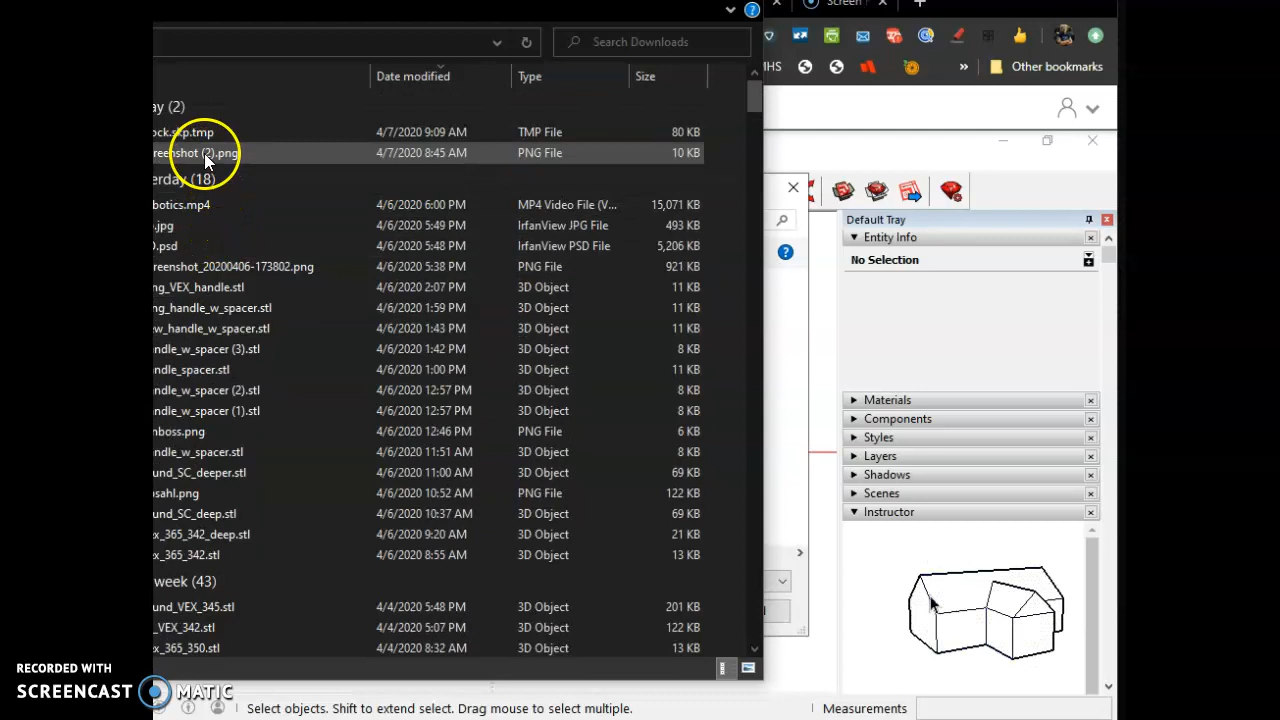 Screen
Search Downloads
MHS
Other bookmarks
Date modified
Type
Size
ay (2)
ock.skp.tmp 4/7/2020 9:09 AM TMP File 80 KB
reenshot (2).png 4/7/2020 8:45 AM PNG File 10 KB
erday (18)
botics.mp4 4/6/2020 6:00 PM MP4 Video File (V... 15,071 KB
.jpg 4/6/2020 5:49 PM IrfanView JPG File 493 KB
.psd 4/6/2020 5:48 PM IrfanView PSD File 5,206 KB
reenshot_20200406-173802.png 4/6/2020 5:38 PM PNG File 921 KB
ng_VEX_handle.stl 4/6/2020 2:07 PM 3D Object 11 KB
ng_handle_w_spacer.stl 4/6/2020 1:59 PM 3D Object 11 KB
ew_handle_w_spacer.stl 4/6/2020 1:43 PM 3D Object 11 KB
ndle_w_spacer (3).stl 4/6/2020 1:42 PM 3D Object 8 KB
ndle_spacer.stl 4/6/2020 1:00 PM 3D Object 8 KB
ndle_w_spacer (2).stl 4/6/2020 12:57 PM 3D Object 8 KB
ndle_w_spacer (1).stl 4/6/2020 12:57 PM 3D Object 8 KB
nboss.png 4/6/2020 12:46 PM PNG File 6 KB
ndle_w_spacer.stl 4/6/2020 11:51 AM 3D Object 8 KB
und_SC_deeper.stl 4/6/2020 11:00 AM 3D Object 69 KB
osahl.png 4/6/2020 10:52 AM PNG File 122 KB
und_SC_deep.stl 4/6/2020 10:37 AM 3D Object 69 KB
ex_365_342_deep.stl 4/6/2020 9:20 AM 3D Object 21 KB
ex_365_342.stl 4/6/2020 8:55 AM 3D Object 13 KB
week (43)
und_VEX_345.stl 4/4/2020 5:48 PM 3D Object 201 KB
_VEX_342.stl 4/4/2020 5:07 PM 3D Object 122 KB
ex_365_350.stl 4/4/2020 8:32 AM 3D Object 13 KB
Default Tray
Entity Info
No Selection
Materials
Components
Styles
Layers
Shadows
Scenes
Instructor
RECORDED WITH
SCREENCAST MATIC
Select objects. Shift to extend select. Drag mouse to select multiple.
Measurements